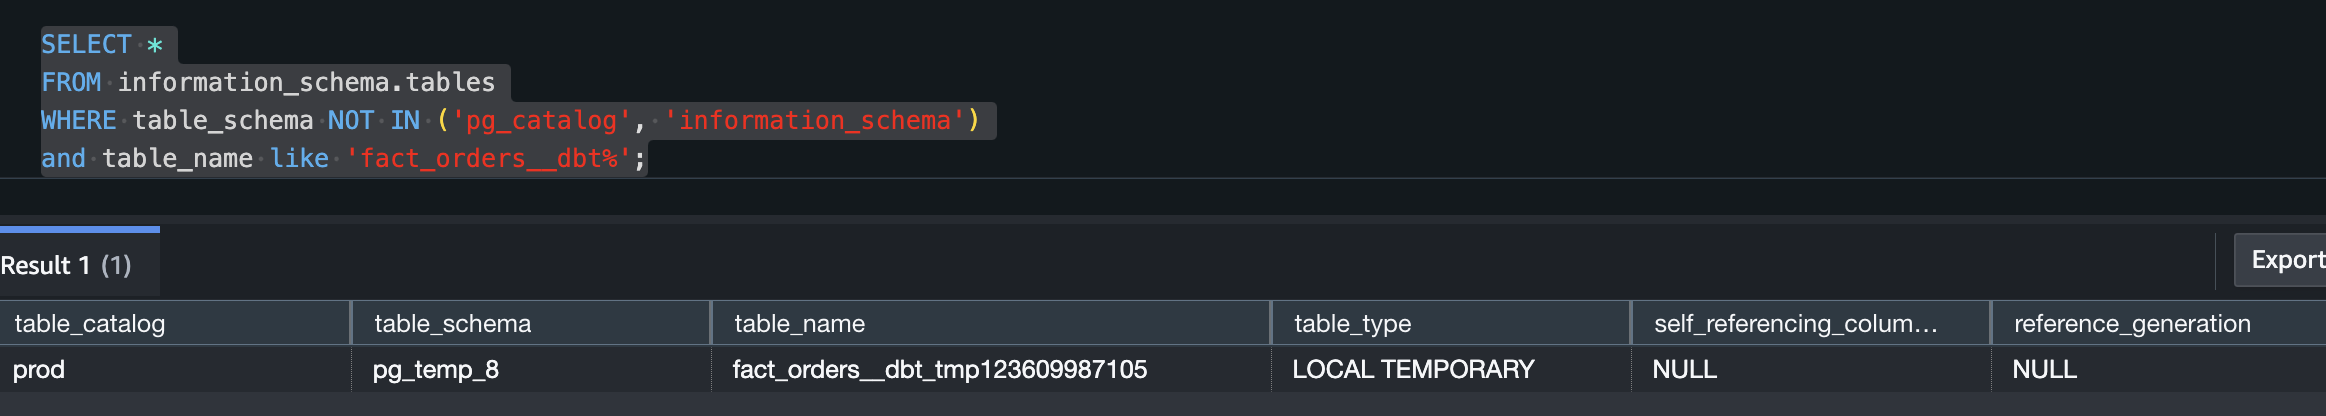 SELECT *
FROM information_schema.tables
WHERE table_schema NOT IN ('pg_catalog', 'information_schema')
and table_name like 'fact_orders__dbt%';
Result 1 (1)
Export
table_catalog table_schema table_name table_type self_referencing_colum... reference_generation
prod pg_temp_8 fact_orders__dbt_tmp123609987105 LOCAL TEMPORARY NULL NULL